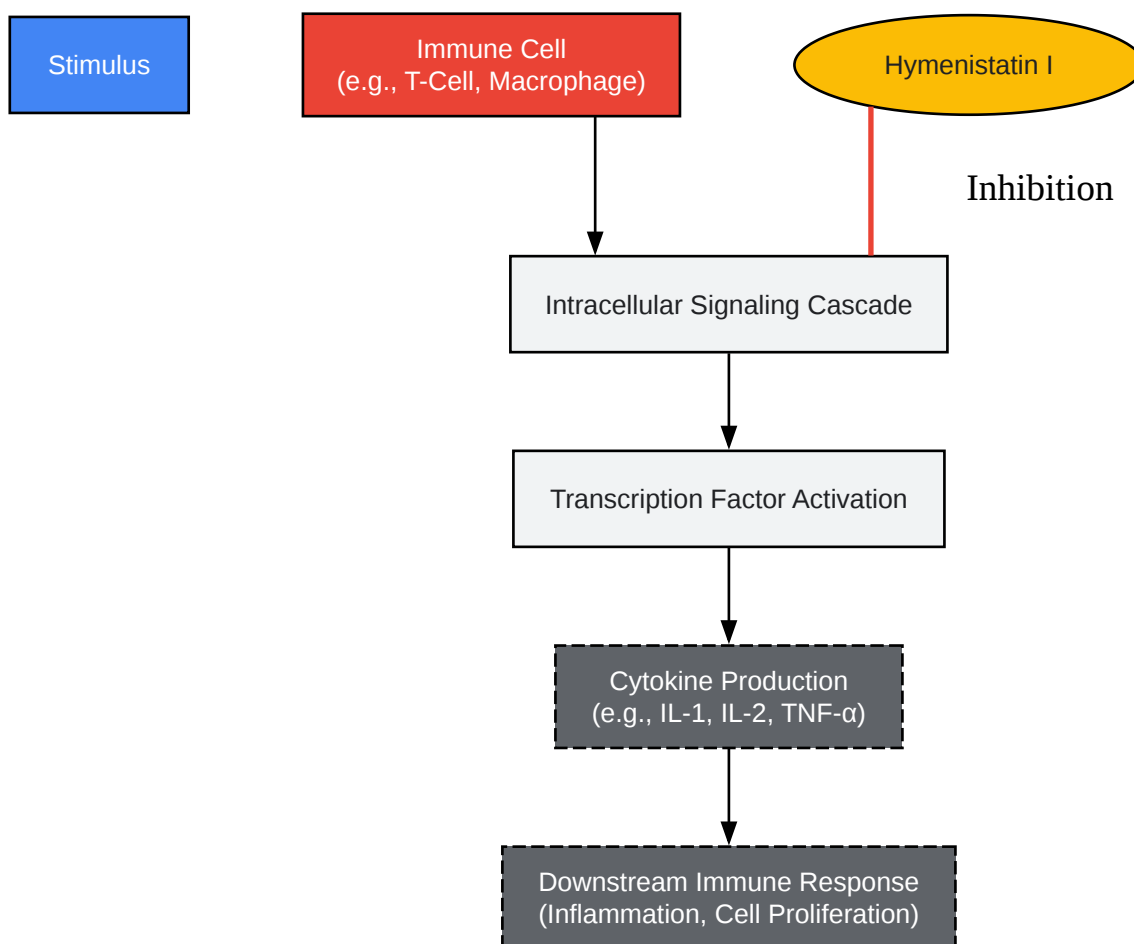 Stimulus
Immune Cell
(e.g., T-Cell, Macrophage)
Hymenistatin I
Inhibition
Intracellular Signaling Cascade
Transcription Factor Activation
Cytokine Production
(e.g., IL-1, IL-2, TNF-α)
Downstream Immune Response
(Inflammation, Cell Proliferation)